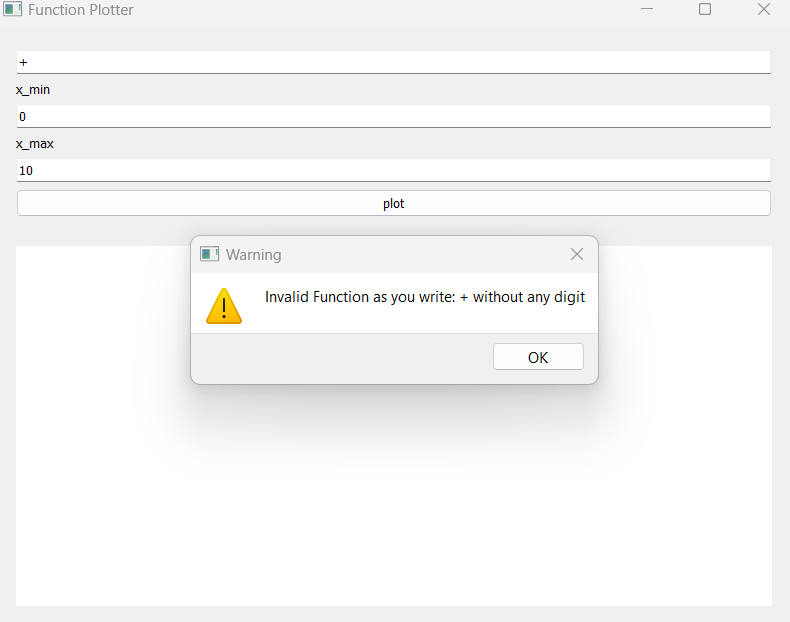 Function Plotter
+
x_min
0
x_max
10
plot
Warning
Invalid Function as you write: + without any digit
OK